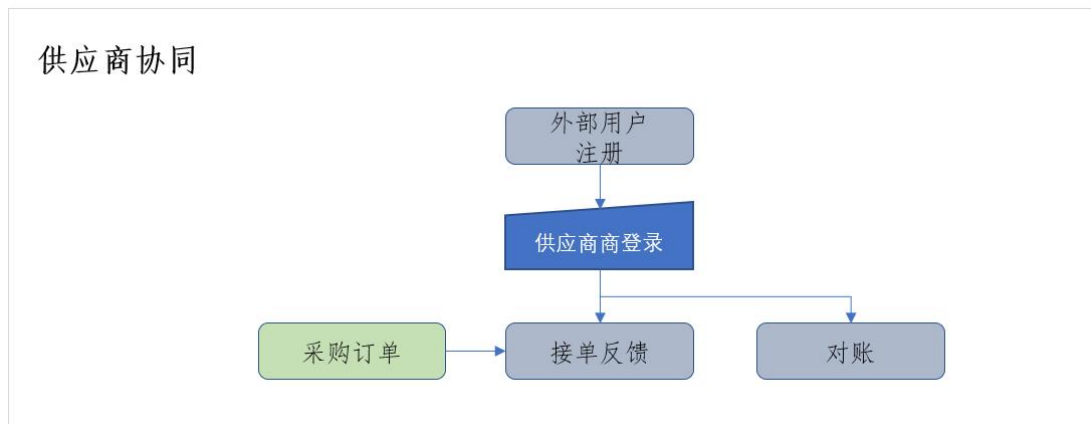 供应商协同
外部用户
注册
供应商商登录
采购订单
接单反馈
对账